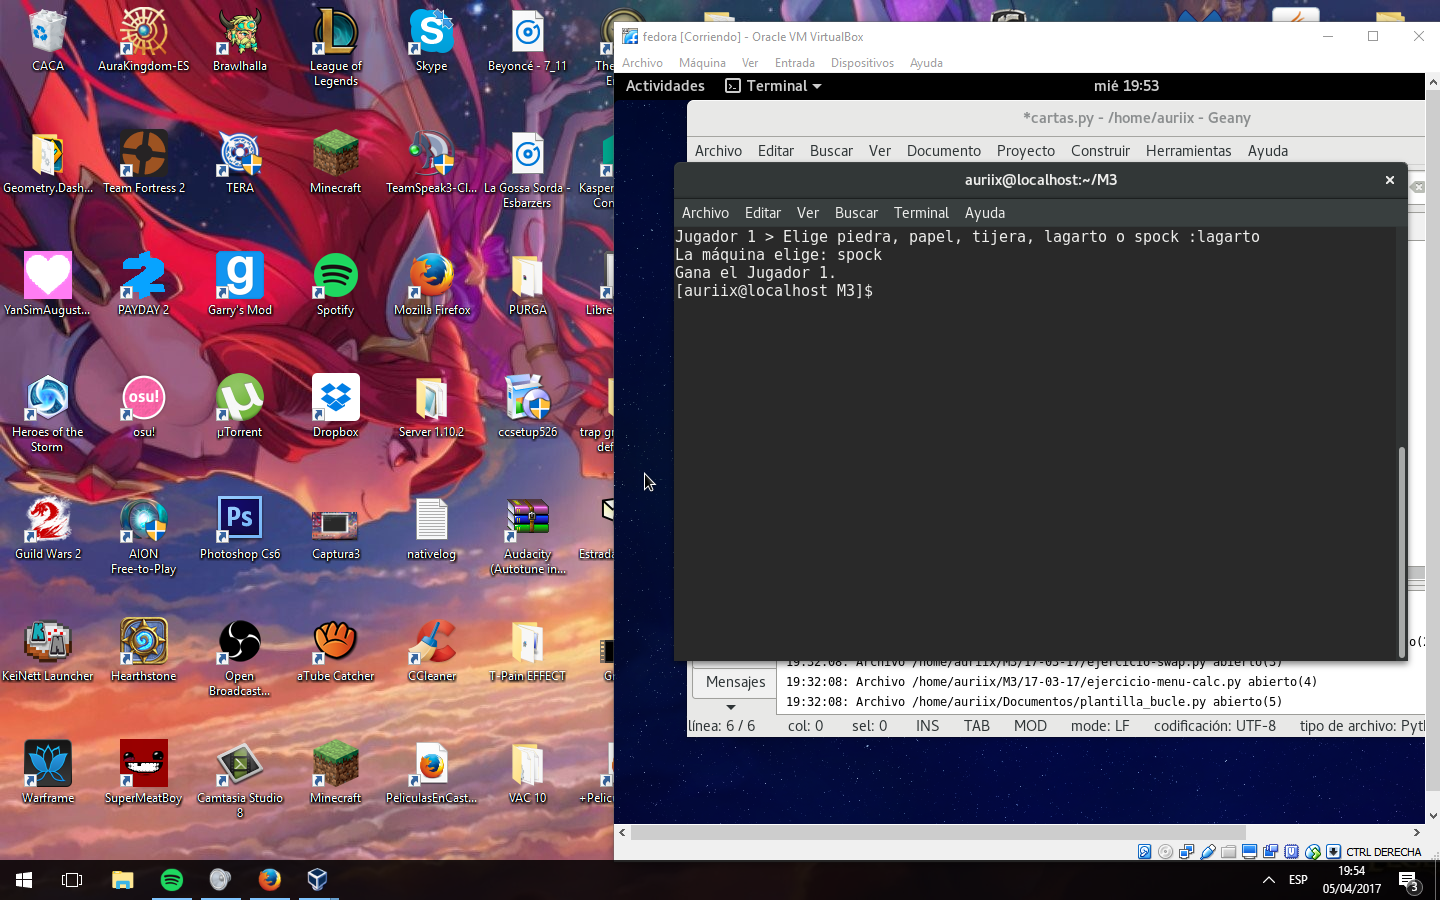 CACA
AuraKingdom-ES
Brawlhalla
League of
Legends
Skype
Beyoncé - 7_11
Geometry.Dash...
Team Fortress 2
TERA
Minecraft
TeamSpeak3-Cl...
La Gossa Sorda -
Esbarzers
YanSimAugust...
PAYDAY 2
Garry's Mod
Spotify
Mozilla Firefox
PURGA
Heroes of the
Storm
osu!
osu!
µTorrent
Dropbox
Server 1.10.2
ccsetup526
Guild Wars 2
AION
Free-to-Play
Ps
Photoshop Cs6
Captura3
nativelog
Audacity
(Autotune in...
KeiNett Launcher
Hearthstone
Open
Broadcast...
aTube Catcher
CCleaner
T-Pain EFFECT
Warframe
SuperMeatBoy
Camtasia Studio
8
Minecraft
PeliculasEnCast...
VAC 10
fedora [Corriendo] - Oracle VM VirtualBox
Archivo Máquina Ver Entrada Dispositivos Ayuda
Actividades Terminal mié 19:53
*cartas.py - /home/auriix - Geany
Archivo Editar Buscar Ver Documento Proyecto Construir Herramientas Ayuda
auriix@localhost:~/M3
Archivo Editar Ver Buscar Terminal Ayuda
Jugador 1 > Elige piedra, papel, tijera, lagarto o spock :lagarto
La máquina elige: spock
Gana el Jugador 1.
[auriix@localhost M3]$
19:32:08: Archivo /home/auriix/M3/17-03-17/ejercicio-swap.py abierto(3)
Mensajes
19:32:08: Archivo /home/auriix/M3/17-03-17/ejercicio-menu-calc.py abierto(4)
19:32:08: Archivo /home/auriix/Documentos/plantilla_bucle.py abierto(5)
línea: 6 / 6 col: 0 sel: 0 INS TAB MOD mode: LF codificación: UTF-8 tipo de archivo: Pyt
CTRL DERECHA
ESP
19:54
05/04/2017
3